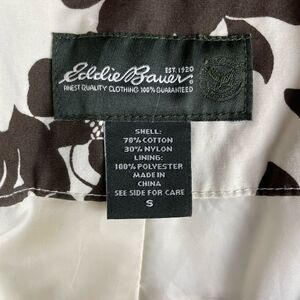 EST. 1920
Eddie Bauer®
FINEST QUALITY CLOTHING 100% GUARANTEED
SHELL:
70% COTTON
30% NYLON
LINING:
100% POLYESTER
MADE IN
CHINA
SEE SIDE FOR CARE
S